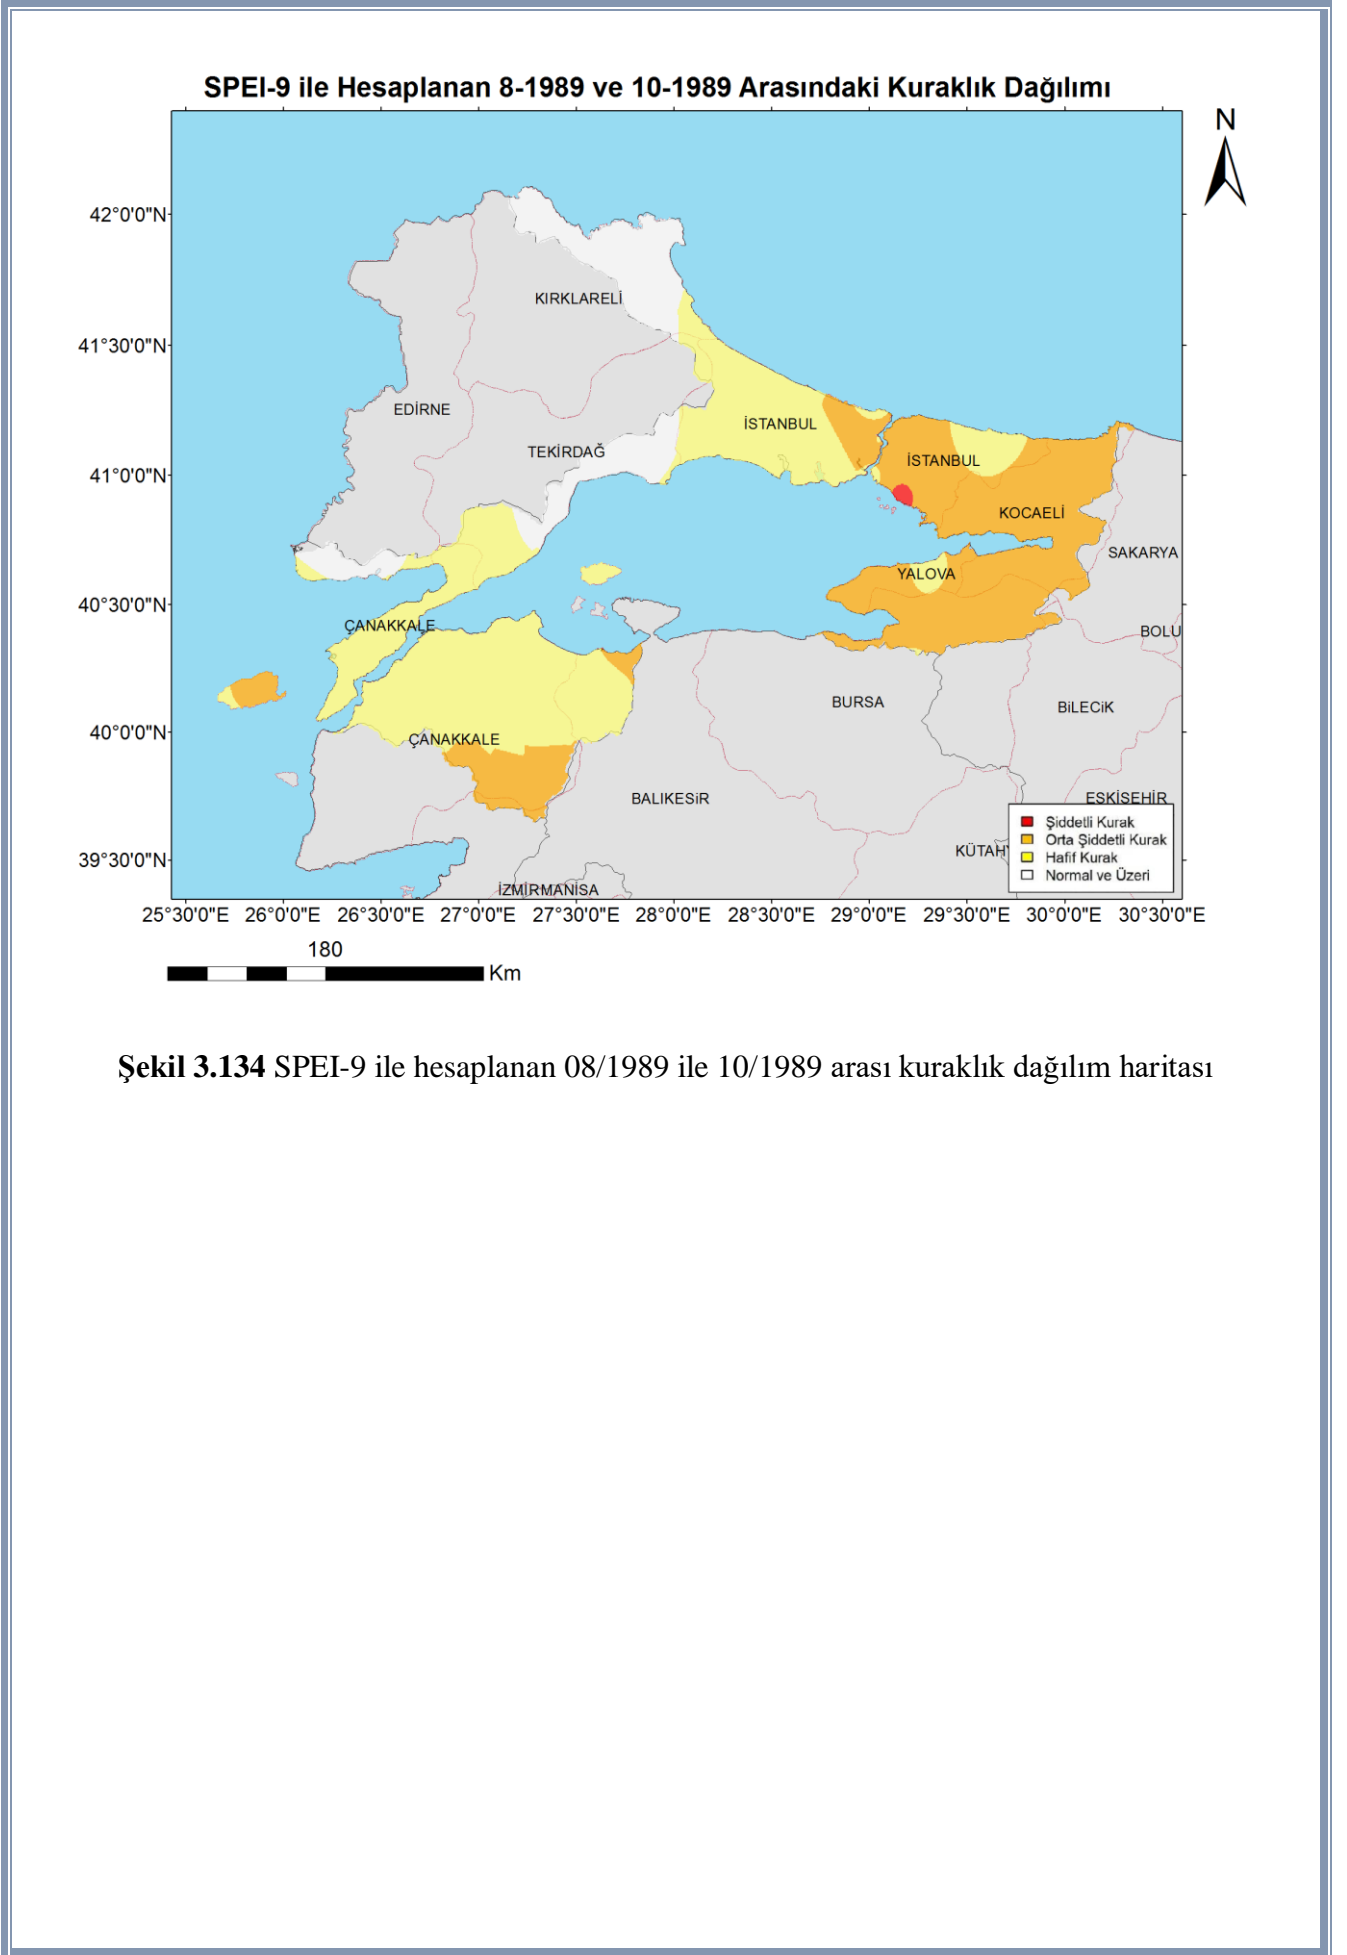 SPEI-9 ile Hesaplanan 8-1989 ve 10-1989 Arasındaki Kuraklık Dağılımı
N
42°0'0"N
KIRKLARELİ
41°30'0"N
EDİRNE
İSTANBUL
TEKİRDAĞ
İSTANBUL
41°0'0"N
KOCAELİ
SAKARYA
YALOVA
40°30'0"N
ÇANAKKALE
BOLU
BURSA
BİLECİK
40°0'0"N
ÇANAKKALE
BALIKESİR
ESKİSEHİR
Şiddetli Kurak
Orta Şiddetli Kurak
Hafif Kurak
Normal ve Üzeri
KÜTAHY
39°30'0"N
İZMİRMANİSA
25°30'0"E 26°0'0"E 26°30'0"E 27°0'0"E 27°30'0"E 28°0'0"E 28°30'0"E 29°0'0"E 29°30'0"E 30°0'0"E 30°30'0"E
180
Km
Şekil 3.134 SPEI-9 ile hesaplanan 08/1989 ile 10/1989 arası kuraklık dağılım haritası